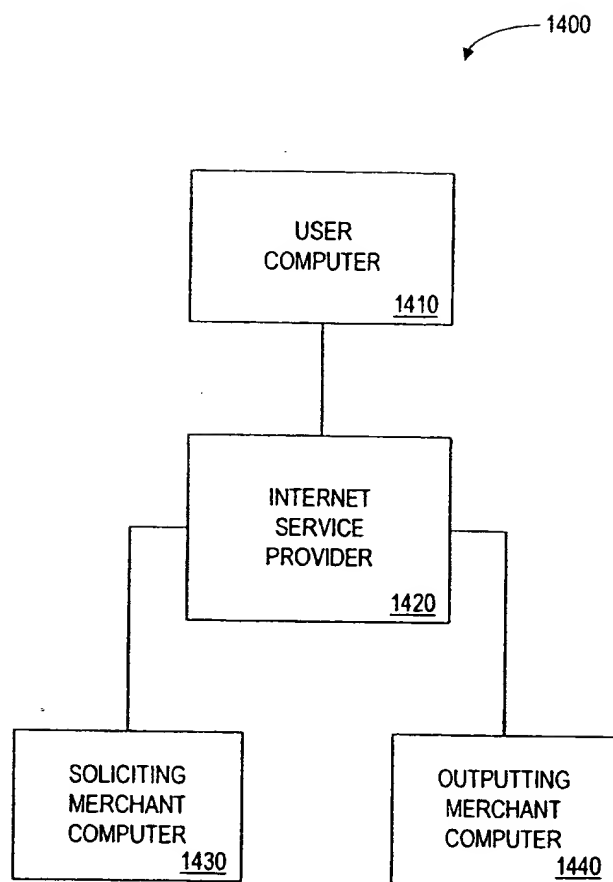 1400
USER
COMPUTER
1410
INTERNET
SERVICE
PROVIDER
1420
SOLICITING
MERCHANT
COMPUTER
1430
OUTPUTTING
MERCHANT
COMPUTER
1440